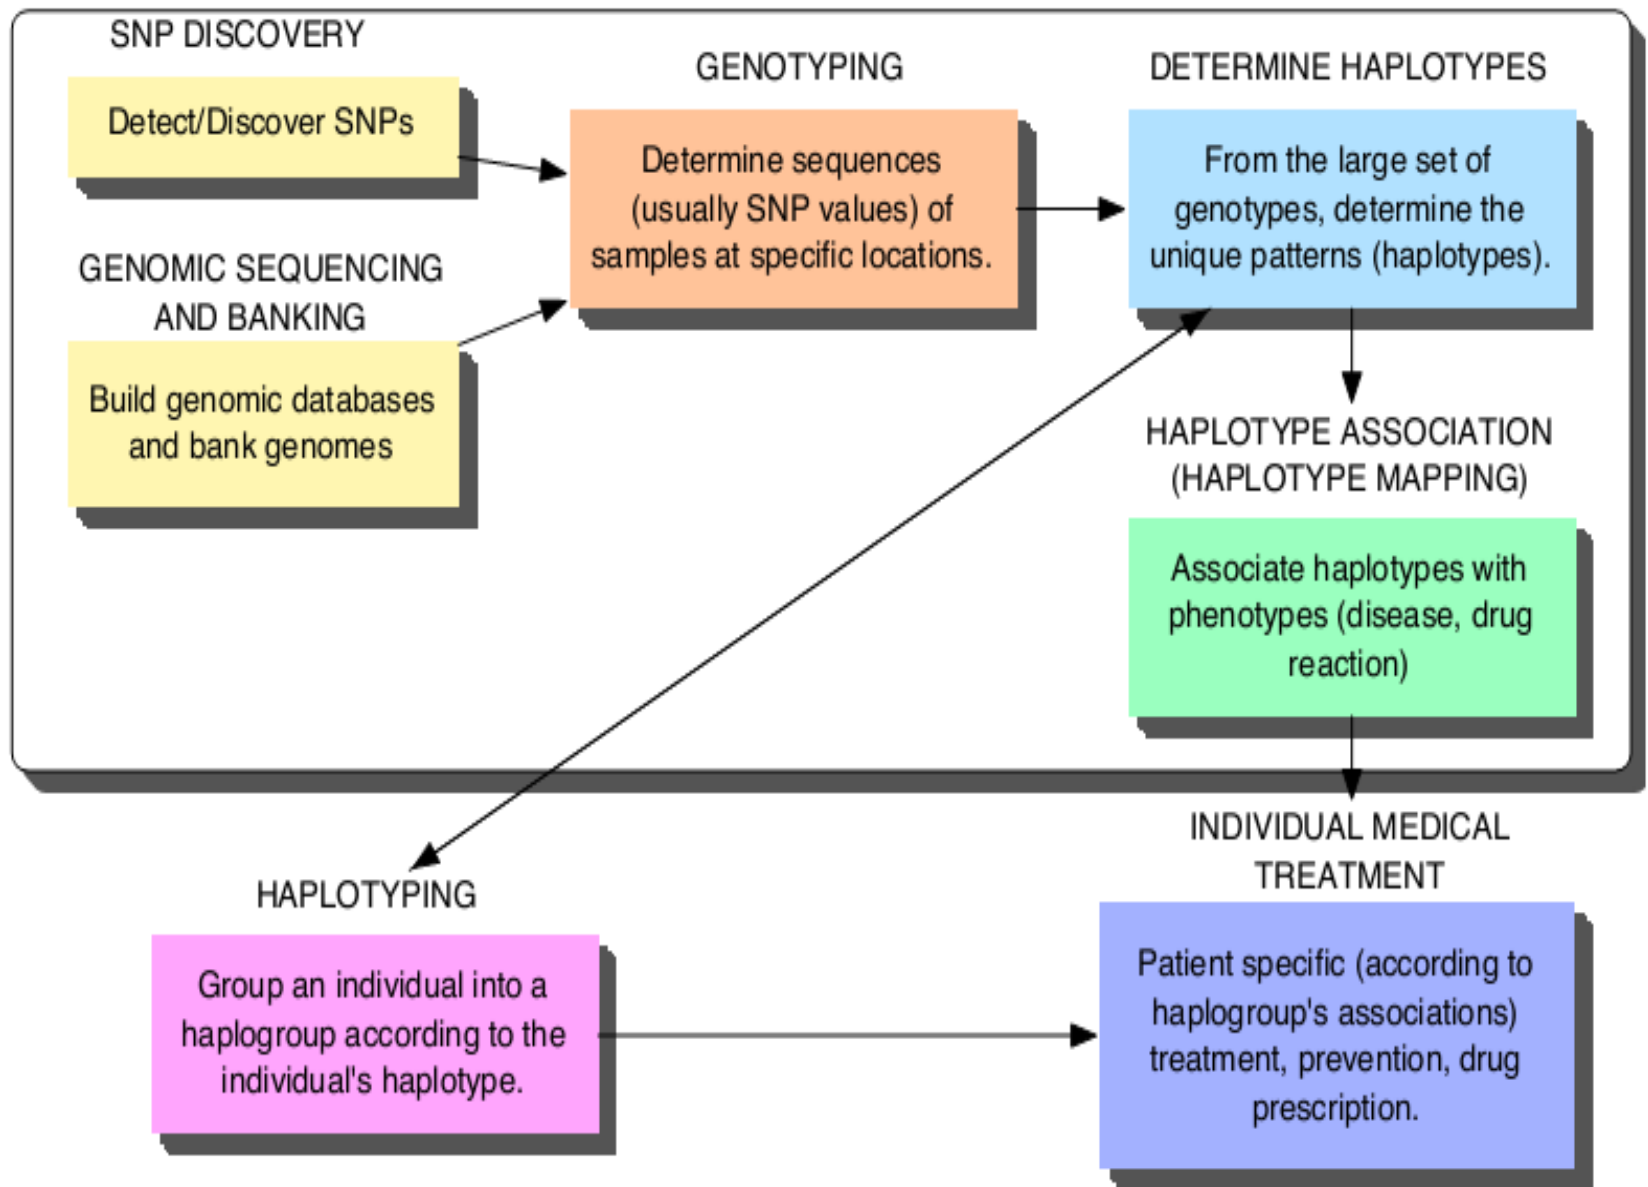 SNP DISCOVERY
Detect/Discover SNPs
GENOMIC SEQUENCING
AND BANKING
Build genomic databases
and bank genomes
GENOTYPING
Determine sequences
(usually SNP values) of
samples at specific locations.
DETERMINE HAPLOTYPES
From the large set of
genotypes, determine the
unique patterns (haplotypes).
HAPLOTYPE ASSOCIATION
(HAPLOTYPE MAPPING)
Associate haplotypes with
phenotypes (disease, drug
reaction)
HAPLOTYPING
Group an individual into a
haplogroup according to the
individual's haplotype.
INDIVIDUAL MEDICAL
TREATMENT
Patient specific (according to
haplogroup's associations)
treatment, prevention, drug
prescription.